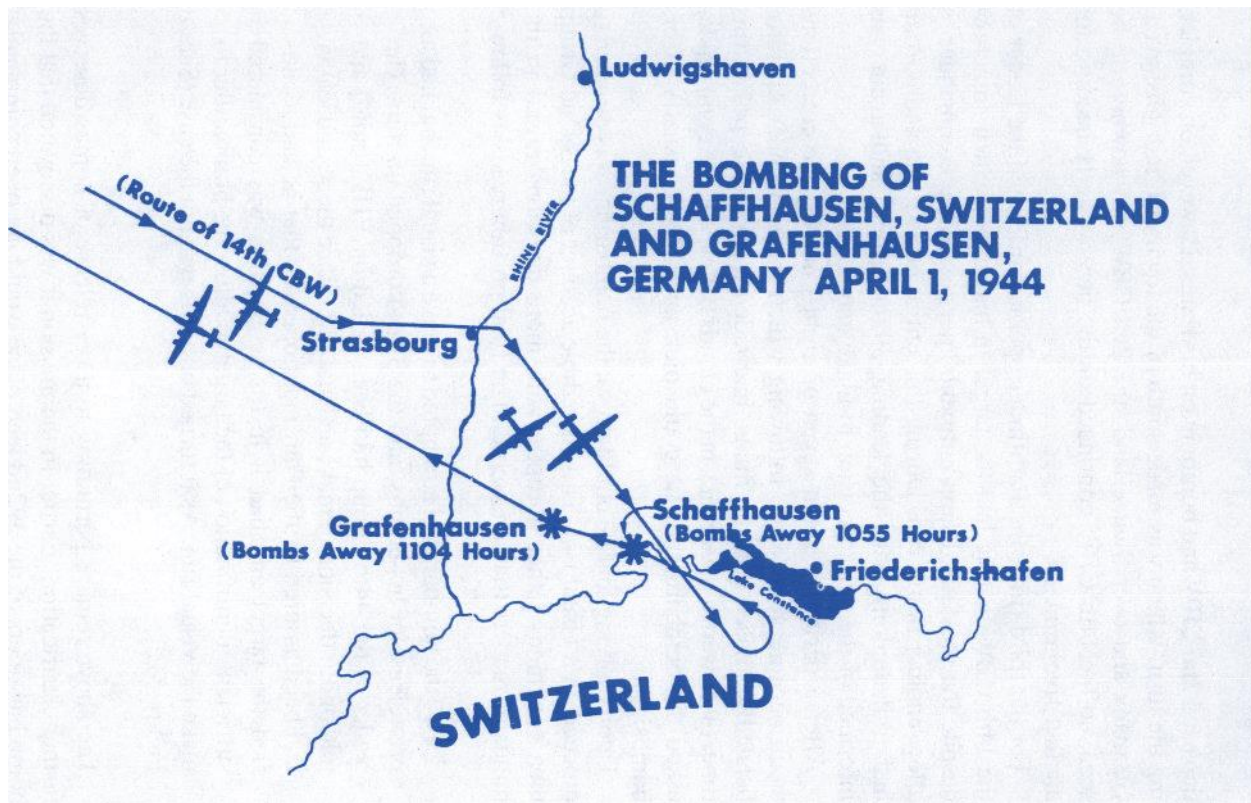 Ludwigshaven
THE BOMBING OF
SCHAFFHAUSEN, SWITZERLAND
AND GRAFENHAUSEN,
GERMANY APRIL 1, 1944
(Route of 14th CBW)
RHINE RIVER
Strasbourg
Schaffhausen
(Bombs Away 1055 Hours)
Grafenhausen
(Bombs Away 1104 Hours)
Friederichshafen
Lake Constance
SWITZERLAND